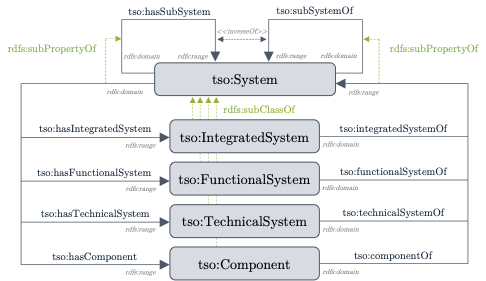 tso:hasSubSystem
tso:subSystemOf
<<inverseOf>>
rdfs:subPropertyOf
rdfs:subPropertyOf
rdfs:domain
rdfs:range
rdfs:range
rdfs:domain
tso:System
rdfs:domain
rdfs:range
rdfs:subClassOf
tso:hasIntegratedSystem
tso:IntegratedSystem
tso:integratedSystemOf
rdfs:range
rdfs:domain
tso:hasFunctionalSystem
tso:FunctionalSystem
tso:functionalSystemOf
rdfs:range
rdfs:domain
tso:hasTechnicalSystem
tso:TechnicalSystem
tso:technicalSystemOf
rdfs:range
rdfs:domain
tso:hasComponent
tso:Component
tso:componentOf
rdfs:range
rdfs:domain